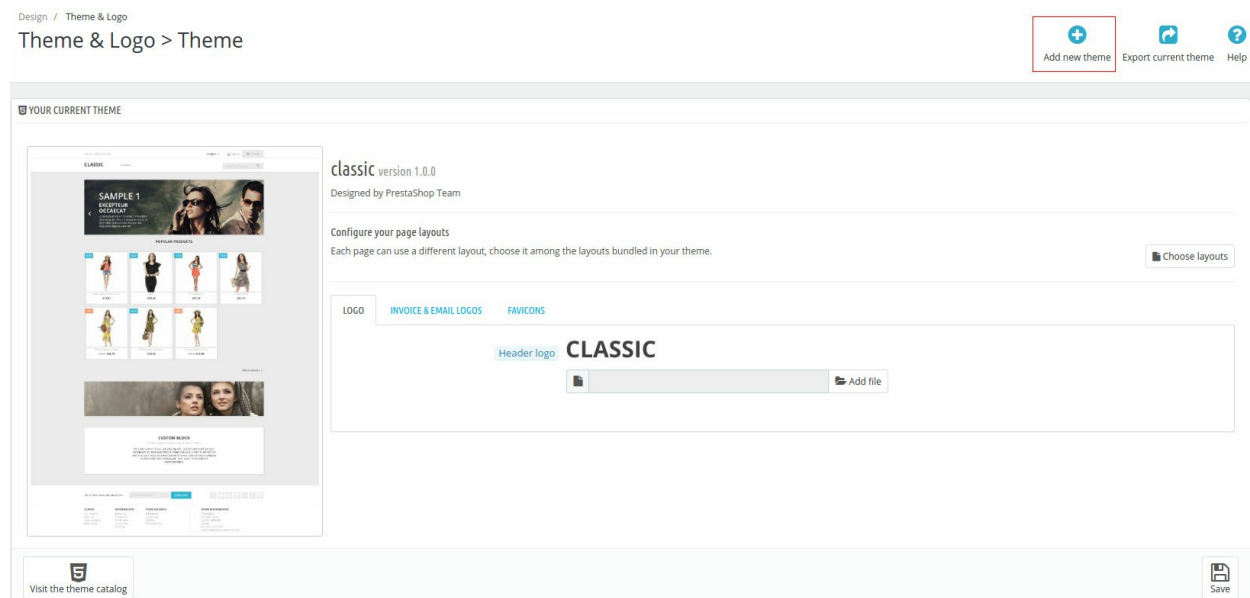 Design / Theme & Logo
Theme & Logo > Theme
Add new theme
Export current theme
Help
YOUR CURRENT THEME
CLASSIC
SAMPLE 1
EXCEPTEUR
OCCAECAT
POPULAR PRODUCTS
CUSTOM BLOCK
classic version 1.0.0
Designed by PrestaShop Team
Configure your page layouts
Each page can use a different layout, choose it among the layouts bundled in your theme.
Choose layouts
LOGO
INVOICE & EMAIL LOGOS
FAVICONS
Header logo
CLASSIC
Add file
Visit the theme catalog
Save